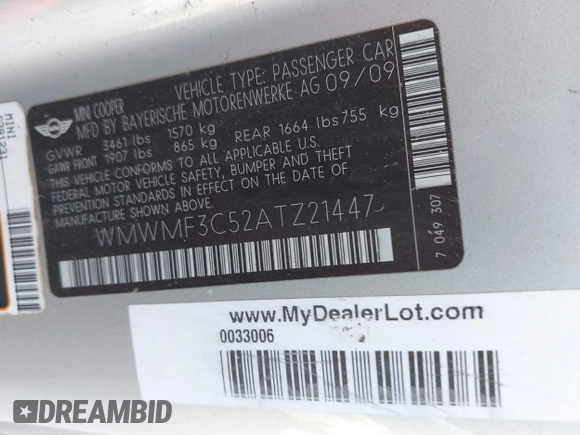 MINI COOPER
VEHICLE TYPE: PASSENGER CAR
MFD BY BAYERISCHE MOTORENWERKE AG 09/09
GVWR 3461 lbs 1570 kg
GAWR FRONT 1907 lbs 865 kg REAR 1664 lbs 755 kg
THIS VEHICLE CONFORMS TO ALL APPLICABLE U.S.
FEDERAL MOTOR VEHICLE SAFETY, BUMPER AND THEFT
PREVENTION STANDARDS IN EFFECT ON THE DATE OF
MANUFACTURE SHOWN ABOVE.
WMWMF3C52ATZ21447
7 049 307
MINI
www.MyDealerLot.com
0033006
DREAMBID